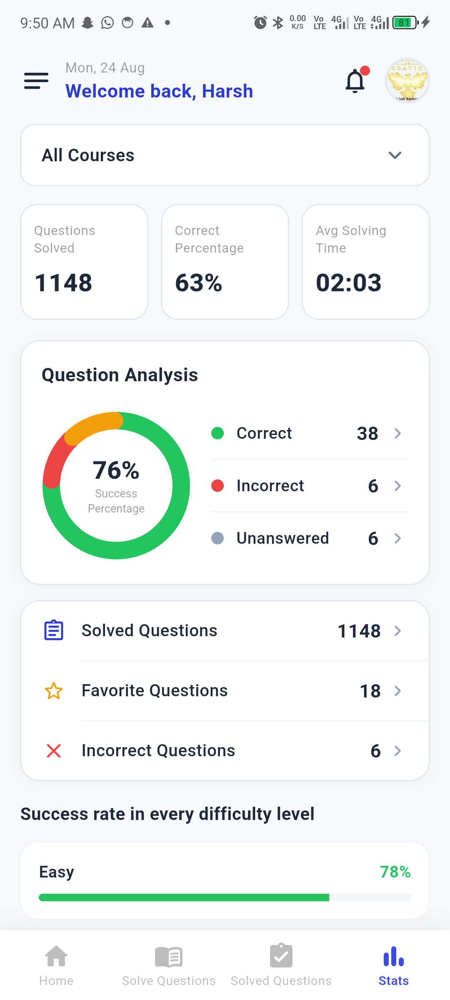 9:50 AM
0.00
K/S
Vo
LTE
4G
Vo
LTE
4G
81
Mon, 24 Aug
Welcome back, Harsh
OF
REATIO
All Courses
Questions
Solved
1148
Correct
Percentage
63%
Avg Solving
Time
02:03
Question Analysis
76%
Success
Percentage
Correct 38
Incorrect 6
Unanswered 6
Solved Questions 1148
Favorite Questions 18
Incorrect Questions 6
Success rate in every difficulty level
Easy 78%
Home
Solve Questions
Solved Questions
Stats